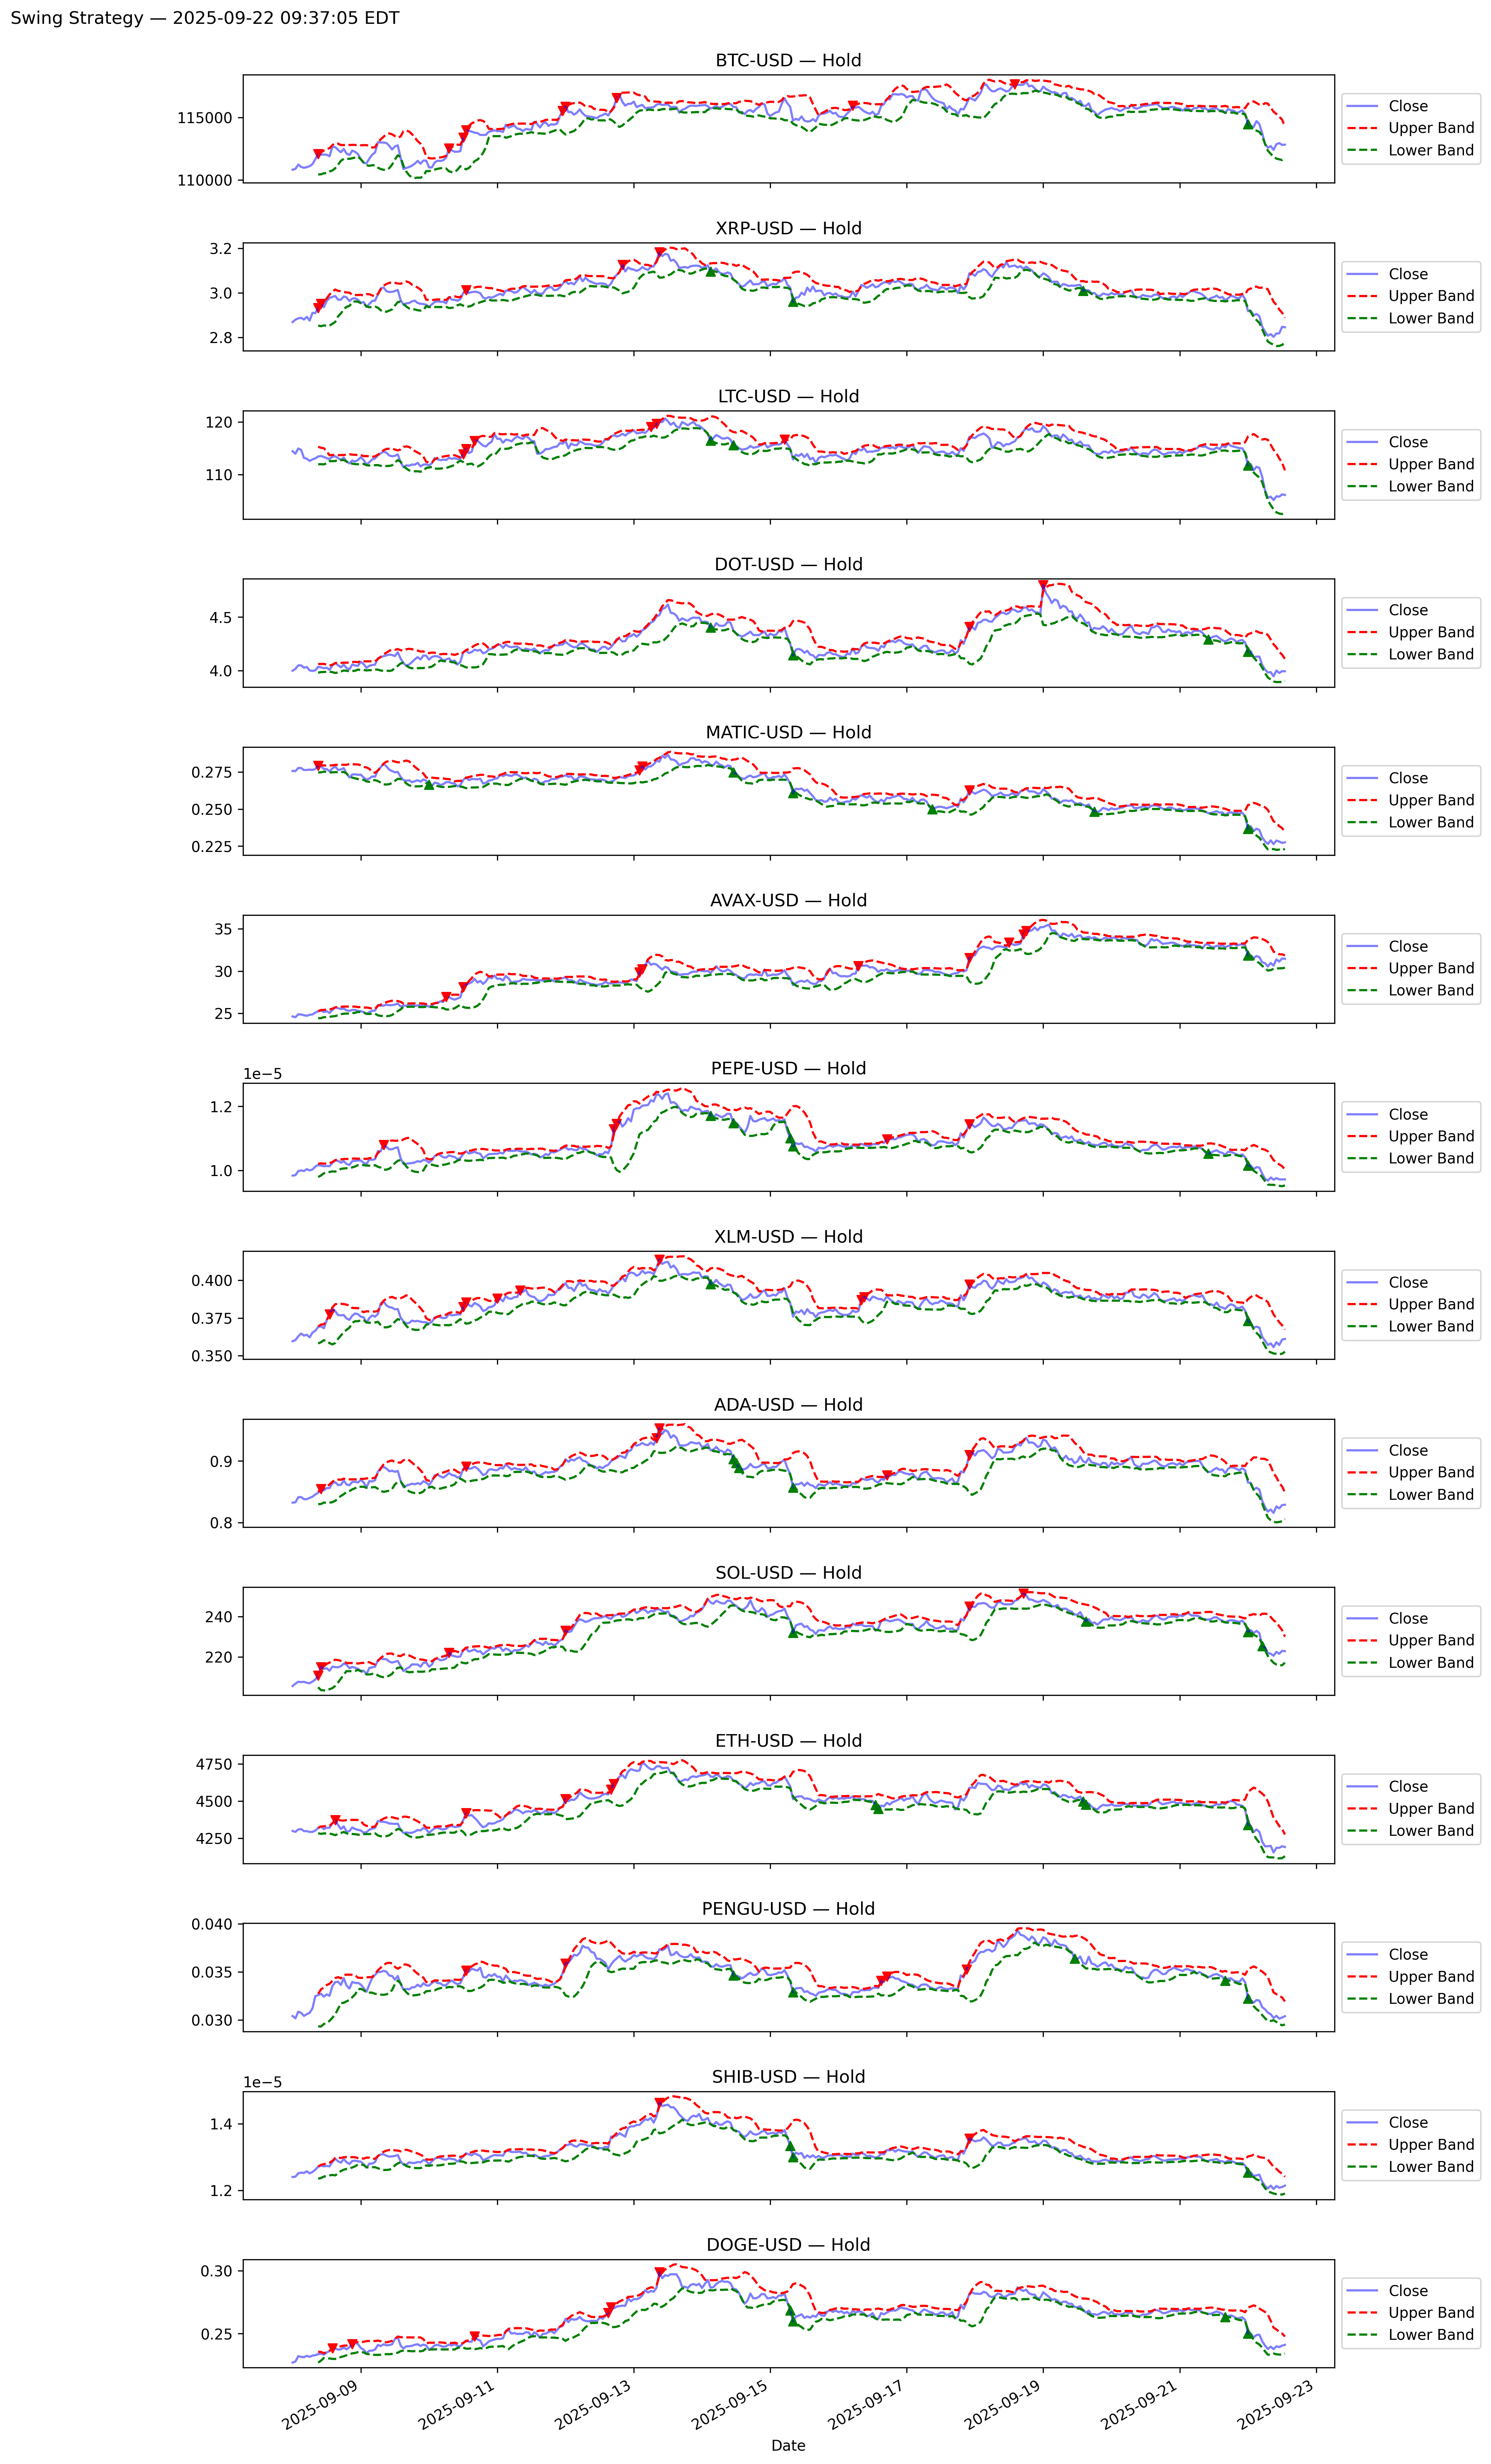 Swing Strategy — 2025-09-22 09:37:05 EDT
BTC-USD — Hold
115000
110000
Close
Upper Band
Lower Band
XRP-USD — Hold
3.2
3.0
2.8
Close
Upper Band
Lower Band
LTC-USD — Hold
120
110
Close
Upper Band
Lower Band
DOT-USD — Hold
4.5
4.0
Close
Upper Band
Lower Band
MATIC-USD — Hold
0.275
0.250
0.225
Close
Upper Band
Lower Band
AVAX-USD — Hold
35
30
25
Close
Upper Band
Lower Band
PEPE-USD — Hold
1e−5
1.2
1.0
Close
Upper Band
Lower Band
XLM-USD — Hold
0.400
0.375
0.350
Close
Upper Band
Lower Band
ADA-USD — Hold
0.9
0.8
Close
Upper Band
Lower Band
SOL-USD — Hold
240
220
Close
Upper Band
Lower Band
ETH-USD — Hold
4750
4500
4250
Close
Upper Band
Lower Band
PENGU-USD — Hold
0.040
0.035
0.030
Close
Upper Band
Lower Band
SHIB-USD — Hold
1e−5
1.4
1.2
Close
Upper Band
Lower Band
DOGE-USD — Hold
0.30
0.25
Close
Upper Band
Lower Band
2025-09-09
2025-09-11
2025-09-13
2025-09-15
2025-09-17
2025-09-19
2025-09-21
2025-09-23
Date